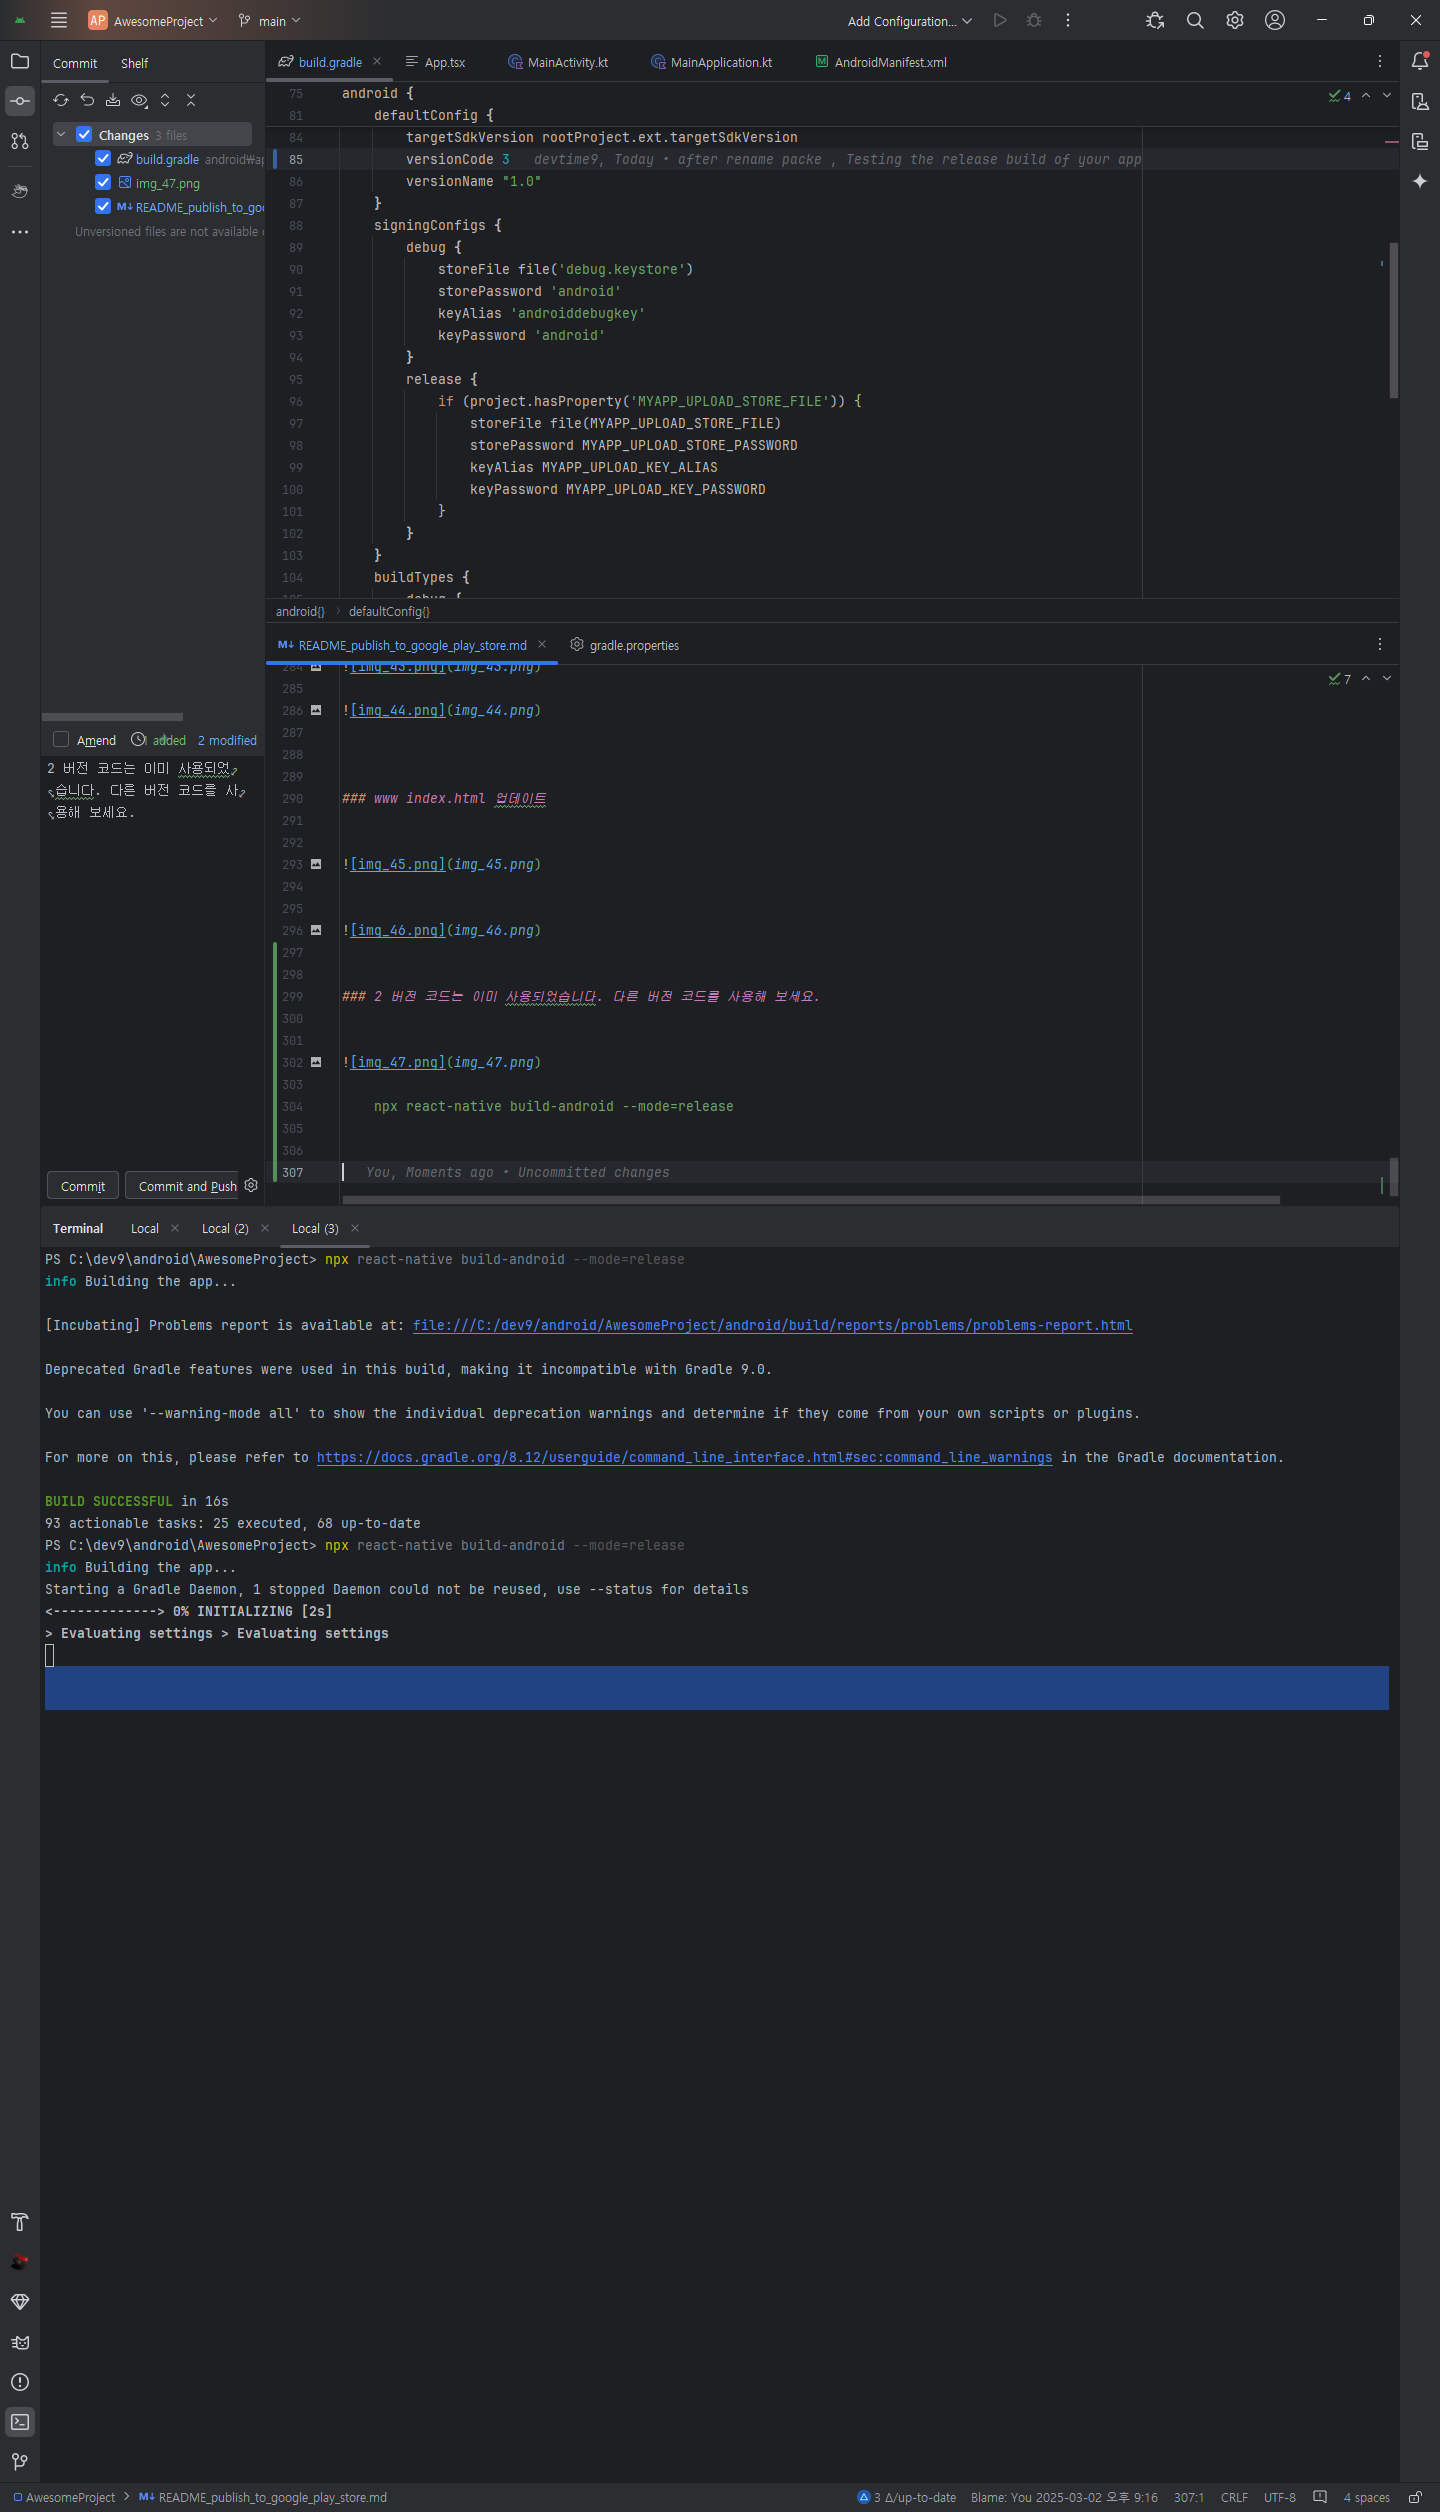 AP AwesomeProject main Add Configuration...
Commit Shelf
Changes 3 files
build.gradle android₩ap
img_47.png
README_publish_to_goo
Unversioned files are not available
Amend 1 added 2 modified
2 버전 코드는 이미 사용되었
습니다. 다른 버전 코드를 사
용해 보세요.
Commit Commit and Push
build.gradle App.tsx MainActivity.kt MainApplication.kt AndroidManifest.xml
4
75 android {
81 defaultConfig {
84 targetSdkVersion rootProject.ext.targetSdkVersion
85 versionCode 3 devtime9, Today • after rename packe , Testing the release build of your app
86 versionName "1.0"
87 }
88 signingConfigs {
89 debug {
90 storeFile file('debug.keystore')
91 storePassword 'android'
92 keyAlias 'androiddebugkey'
93 keyPassword 'android'
94 }
95 release {
96 if (project.hasProperty('MYAPP_UPLOAD_STORE_FILE')) {
97 storeFile file(MYAPP_UPLOAD_STORE_FILE)
98 storePassword MYAPP_UPLOAD_STORE_PASSWORD
99 keyAlias MYAPP_UPLOAD_KEY_ALIAS
100 keyPassword MYAPP_UPLOAD_KEY_PASSWORD
101 }
102 }
103 }
104 buildTypes {
105 debug {
android{} › defaultConfig{}
M↓ README_publish_to_google_play_store.md gradle.properties
7
284 ![img_43.png](img_43.png)
285
286 ![img_44.png](img_44.png)
287
288
289
290 ### www index.html 업데이트
291
292
293 ![img_45.png](img_45.png)
294
295
296 ![img_46.png](img_46.png)
297
298
299 ### 2 버전 코드는 이미 사용되었습니다. 다른 버전 코드를 사용해 보세요.
300
301
302 ![img_47.png](img_47.png)
303
304 npx react-native build-android --mode=release
305
306
307 You, Moments ago • Uncommitted changes
Terminal Local Local (2) Local (3)
PS C:\dev9\android\AwesomeProject> npx react-native build-android --mode=release
info Building the app...
[Incubating] Problems report is available at: file:///C:/dev9/android/AwesomeProject/android/build/reports/problems/problems-report.html
Deprecated Gradle features were used in this build, making it incompatible with Gradle 9.0.
You can use '--warning-mode all' to show the individual deprecation warnings and determine if they come from your own scripts or plugins.
For more on this, please refer to https://docs.gradle.org/8.12/userguide/command_line_interface.html#sec:command_line_warnings in the Gradle documentation.
BUILD SUCCESSFUL in 16s
93 actionable tasks: 25 executed, 68 up-to-date
PS C:\dev9\android\AwesomeProject> npx react-native build-android --mode=release
info Building the app...
Starting a Gradle Daemon, 1 stopped Daemon could not be reused, use --status for details
<-------------> 0% INITIALIZING [2s]
> Evaluating settings > Evaluating settings
AwesomeProject > M↓ README_publish_to_google_play_store.md 3 Δ/up-to-date Blame: You 2025-03-02 오후 9:16 307:1 CRLF UTF-8 4 spaces